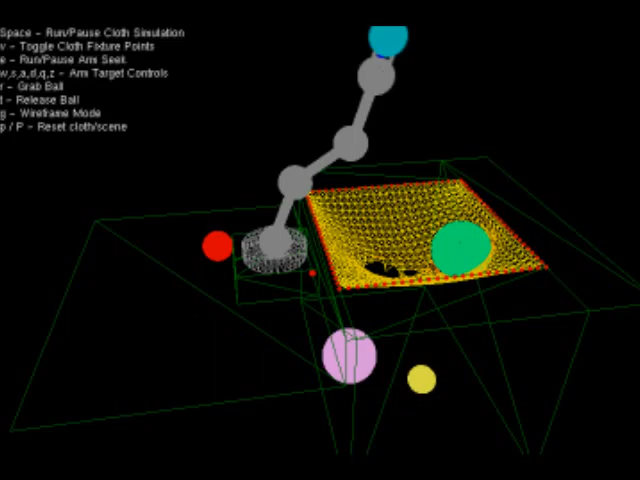 Space - Run/Pause Cloth Simulation
v - Toggle Cloth Fixture Points
e - Run/Pause Arm Seek.
w,s,a,d,q,z - Arm Target Controls
r - Grab Ball
t - Release Ball
g - Wireframe Mode
p / P - Reset cloth/scene